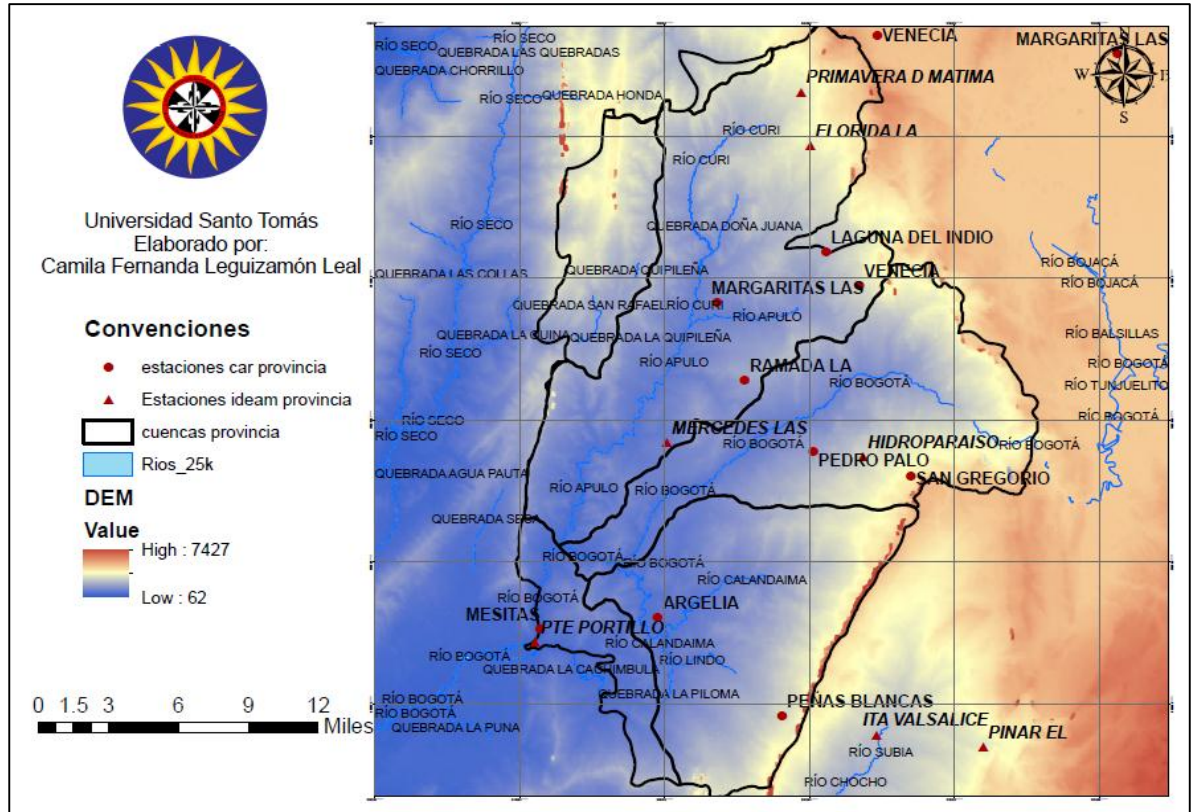 Universidad Santo Tomás
Elaborado por:
Camila Fernanda Leguizamón Leal
Convenciones
estaciones car provincia
Estaciones ideam provincia
cuencas provincia
Rios_25k
DEM
Value
High : 7427
Low : 62
0 1.5 3 6 9 12
Miles
VENECIA
MARGARITAS LAS
W
E
S
RÍO SECO
RÍO SECO
QUEBRADA LAS QUEBRADAS
QUEBRADA CHORRILLO
RÍO SECO
QUEBRADA HONDA
PRIMAVERA D MATIMA
RÍO CURI
FLORIDA LA
RÍO CURI
RÍO SECO
QUEBRADA DOÑA JUANA
LAGUNA DEL INDIO
RÍO BOJACÁ
RÍO BOJACÁ
QUEBRADA LAS COLLAS
QUEBRADA QUIPILEÑA
VENECIA
MARGARITAS LAS
QUEBRADA SAN RAFAEL
RÍO CURI
RÍO APULO
QUEBRADA LA GUINA
QUEBRADA LA QUIPILEÑA
RÍO BALSILLAS
RÍO SECO
RÍO APULO
RAMADA LA
RÍO BOGOTÁ
RÍO BOGOTÁ
RÍO TUNJUELITO
RÍO SECO
RÍO SECO
MERCEDES LAS
RÍO BOGOTÁ
HIDROPARAISO
RÍO BOGOTÁ
RÍO BOGOTÁ
PEDRO PALO
QUEBRADA AGUA PAUTA
RÍO APULO
RÍO BOGOTÁ
SAN GREGORIO
QUEBRADA SECA
RÍO BOGOTÁ
RÍO BOGOTÁ
RÍO CALANDAIMA
RÍO BOGOTÁ
MESITAS
ARGELIA
PTE PORTILLO
RÍO CALANDAIMA
RÍO BOGOTÁ
RÍO LINDO
QUEBRADA LA CACHIMBULA
RÍO BOGOTÁ
QUEBRADA LA PILOMA
PEÑAS BLANCAS
RÍO BOGOTÁ
QUEBRADA LA PUNA
ITA VALSALICE
PINAR EL
RÍO SUBIA
RÍO CHOCHO